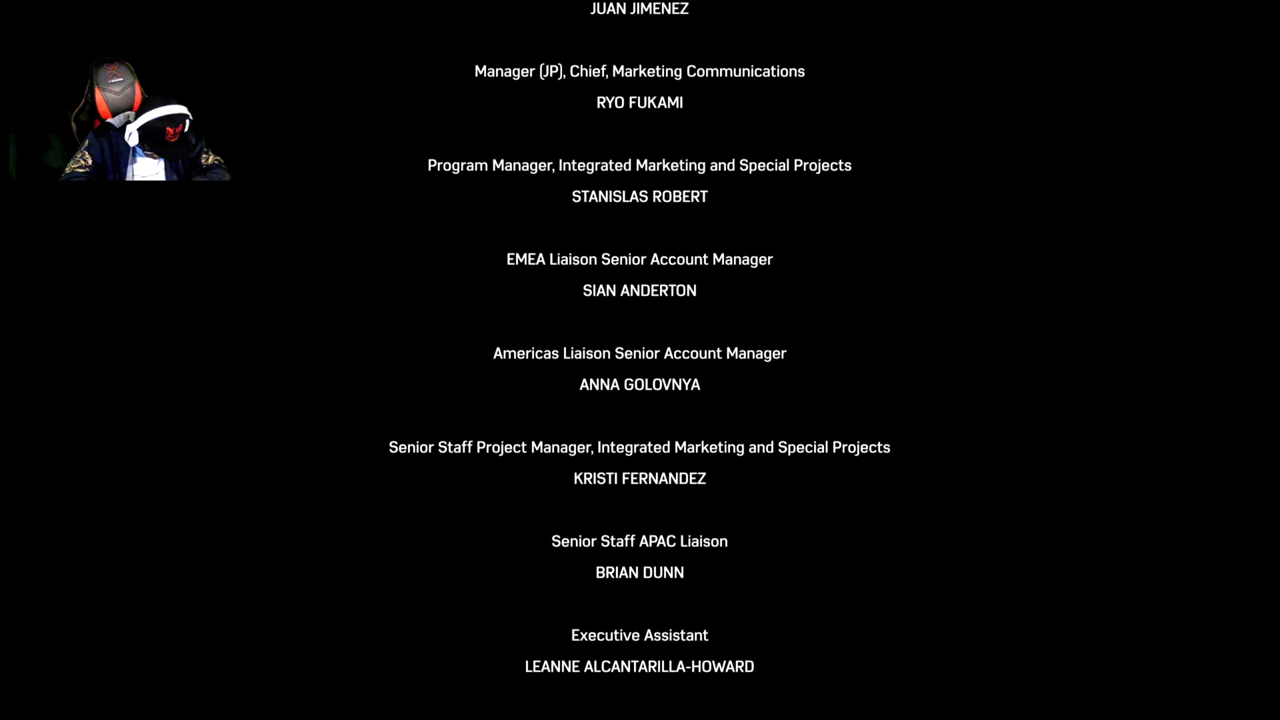 JUAN JIMENEZ
Manager (JP), Chief, Marketing Communications
RYO FUKAMI
Program Manager, Integrated Marketing and Special Projects
STANISLAS ROBERT
EMEA Liaison Senior Account Manager
SIAN ANDERTON
Americas Liaison Senior Account Manager
ANNA GOLOVNYA
Senior Staff Project Manager, Integrated Marketing and Special Projects
KRISTI FERNANDEZ
Senior Staff APAC Liaison
BRIAN DUNN
Executive Assistant
LEANNE ALCANTARILLA-HOWARD